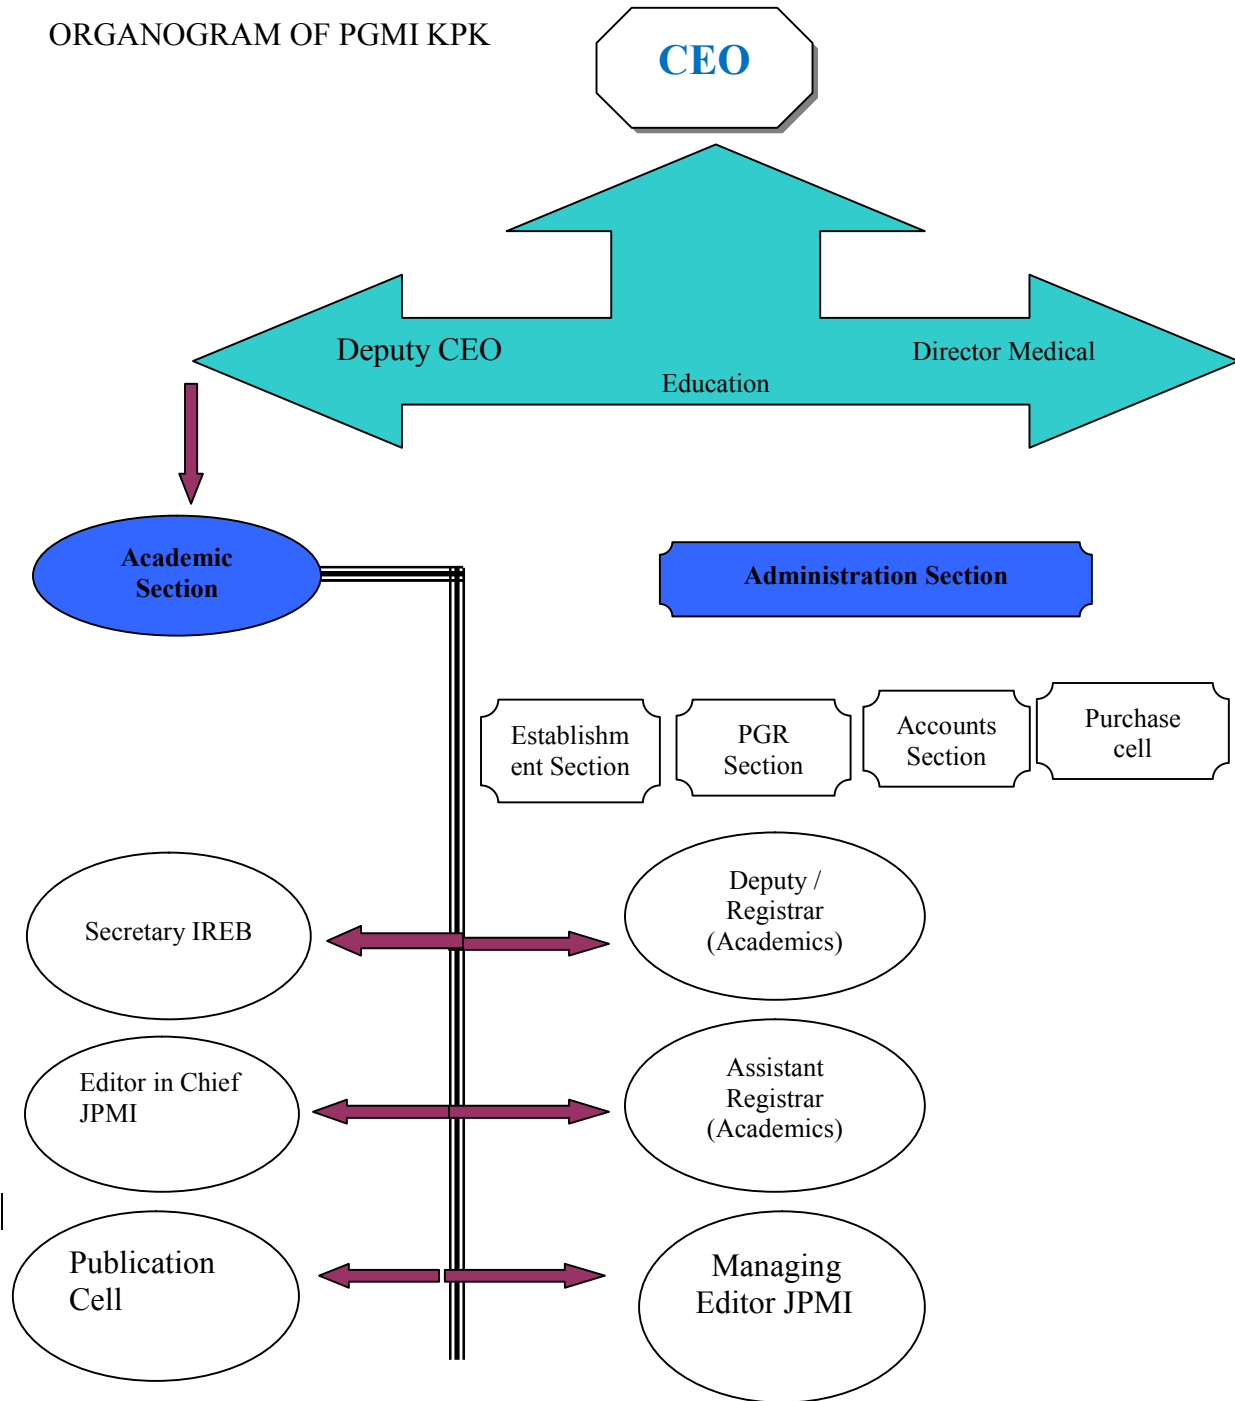 ORGANOGRAM OF PGMI KPK
CEO
Deputy CEO
Director Medical
Education
Academic
Section
Administration Section
Establishm
ent Section
PGR
Section
Accounts
Section
Purchase
cell
Secretary IREB
Deputy /
Registrar
(Academics)
Editor in Chief
JPMI
Assistant
Registrar
(Academics)
Publication
Cell
Managing
Editor JPMI